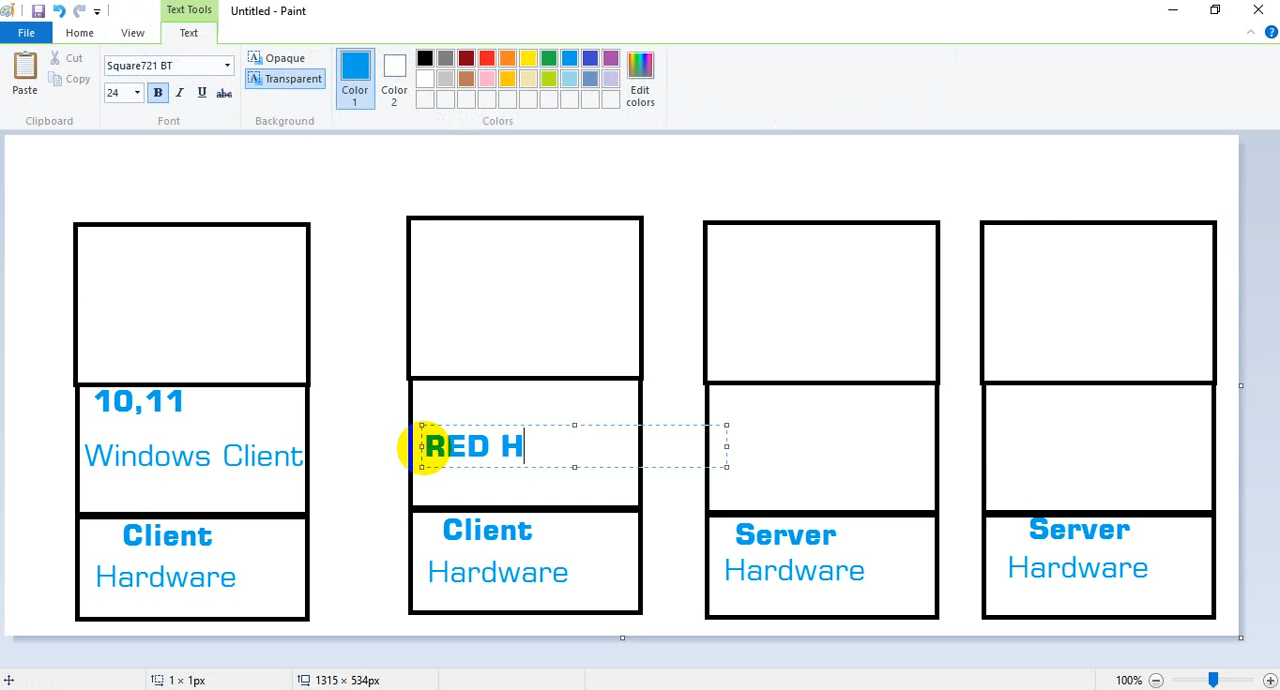 Text Tools
Untitled - Paint
File
Home
View
Text
Paste
Cut
Copy
Clipboard
Square721 BT
24
B
I
U
abc
Font
A
Opaque
A
Transparent
Background
Color
1
Color
2
Edit
colors
Colors
?
10,11
Windows Client
Client
Hardware
RED H
Client
Hardware
Server
Hardware
Server
Hardware
1 × 1px
1315 × 534px
100%